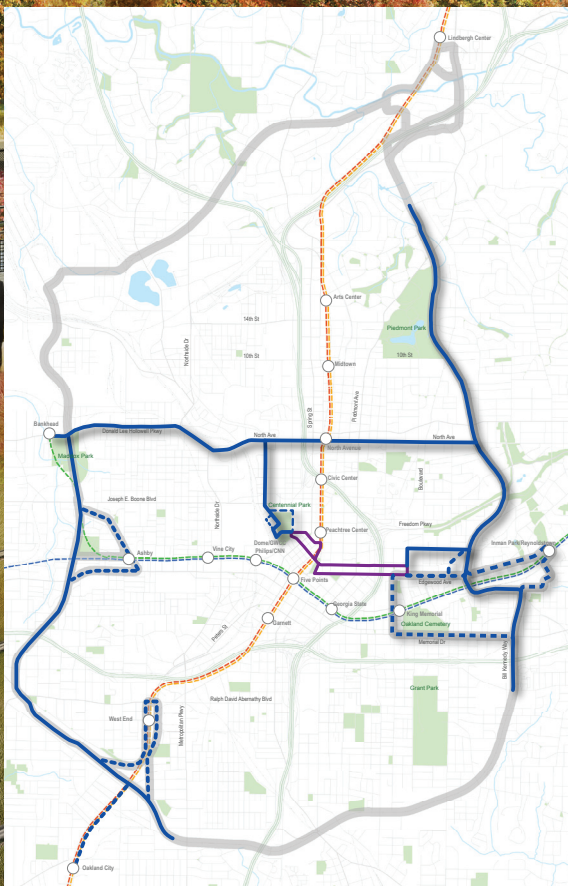 Lindbergh Center
Arts Center
14th St
Piedmont Park
Northside Dr
10th St
10th St
Midtown
Spring St
Piedmont Ave
Bankhead
Donald Lee Hollowell Pkwy
North Ave
North Ave
North Avenue
Maddox Park
Civic Center
Boulevard
Joseph E. Boone Blvd
Centennial Park
Northside Dr
Freedom Pkwy
Peachtree Center
Inman Park/Reynoldstown
Ashby
Vine City
Dome/GWCC
Philips/CNN
Five Points
Edgewood Ave
Georgia State
King Memorial
Garnett
Oakland Cemetery
Peters St
Memorial Dr
Bill Kennedy Way
Grant Park
Ralph David Abernathy Blvd
West End
Metropolitan Pkwy
Oakland City